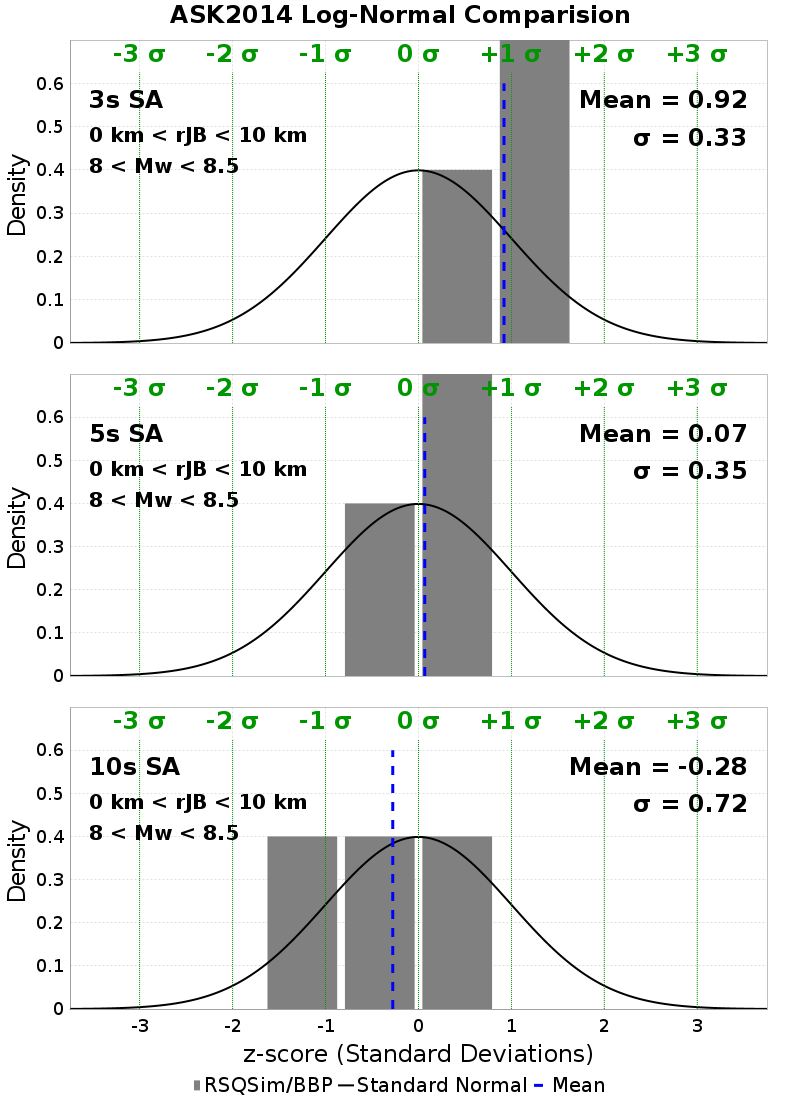 ASK2014 Log-Normal Comparision
-3 σ -2 σ -1 σ 0 σ +1 σ +2 σ +3 σ
3s SA
0 km < rJB < 10 km
8 < Mw < 8.5
Mean = 0.92
σ = 0.33
0.6
0.5
0.4
0.3
0.2
0.1
0
Density
-3 σ -2 σ -1 σ 0 σ +1 σ +2 σ +3 σ
5s SA
0 km < rJB < 10 km
8 < Mw < 8.5
Mean = 0.07
σ = 0.35
0.6
0.5
0.4
0.3
0.2
0.1
0
Density
-3 σ -2 σ -1 σ 0 σ +1 σ +2 σ +3 σ
10s SA
0 km < rJB < 10 km
8 < Mw < 8.5
Mean = -0.28
σ = 0.72
0.6
0.5
0.4
0.3
0.2
0.1
0
Density
-3 -2 -1 0 1 2 3
z-score (Standard Deviations)
RSQSim/BBP Standard Normal Mean